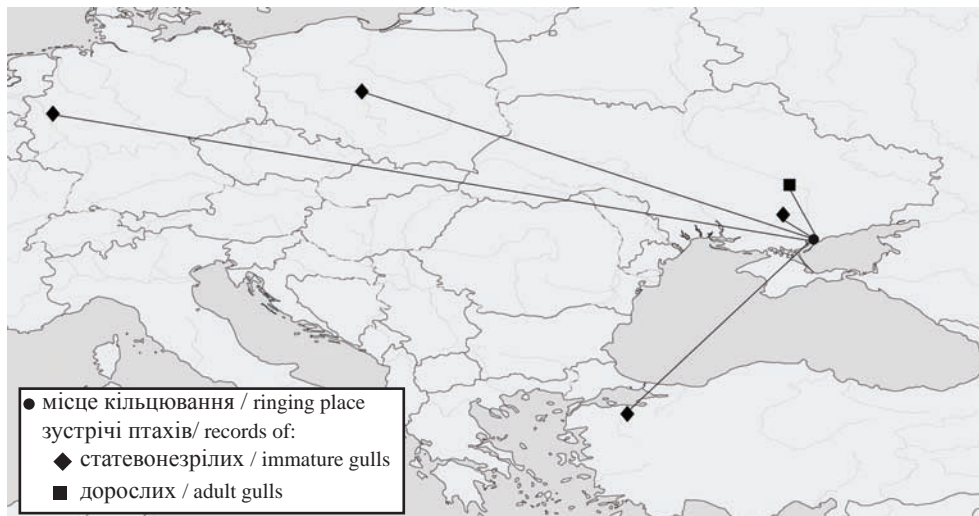 місце кільцювання / ringing place
зустрічі птахів/ records of:
статевонезрілих / immature gulls
дорослих / adult gulls